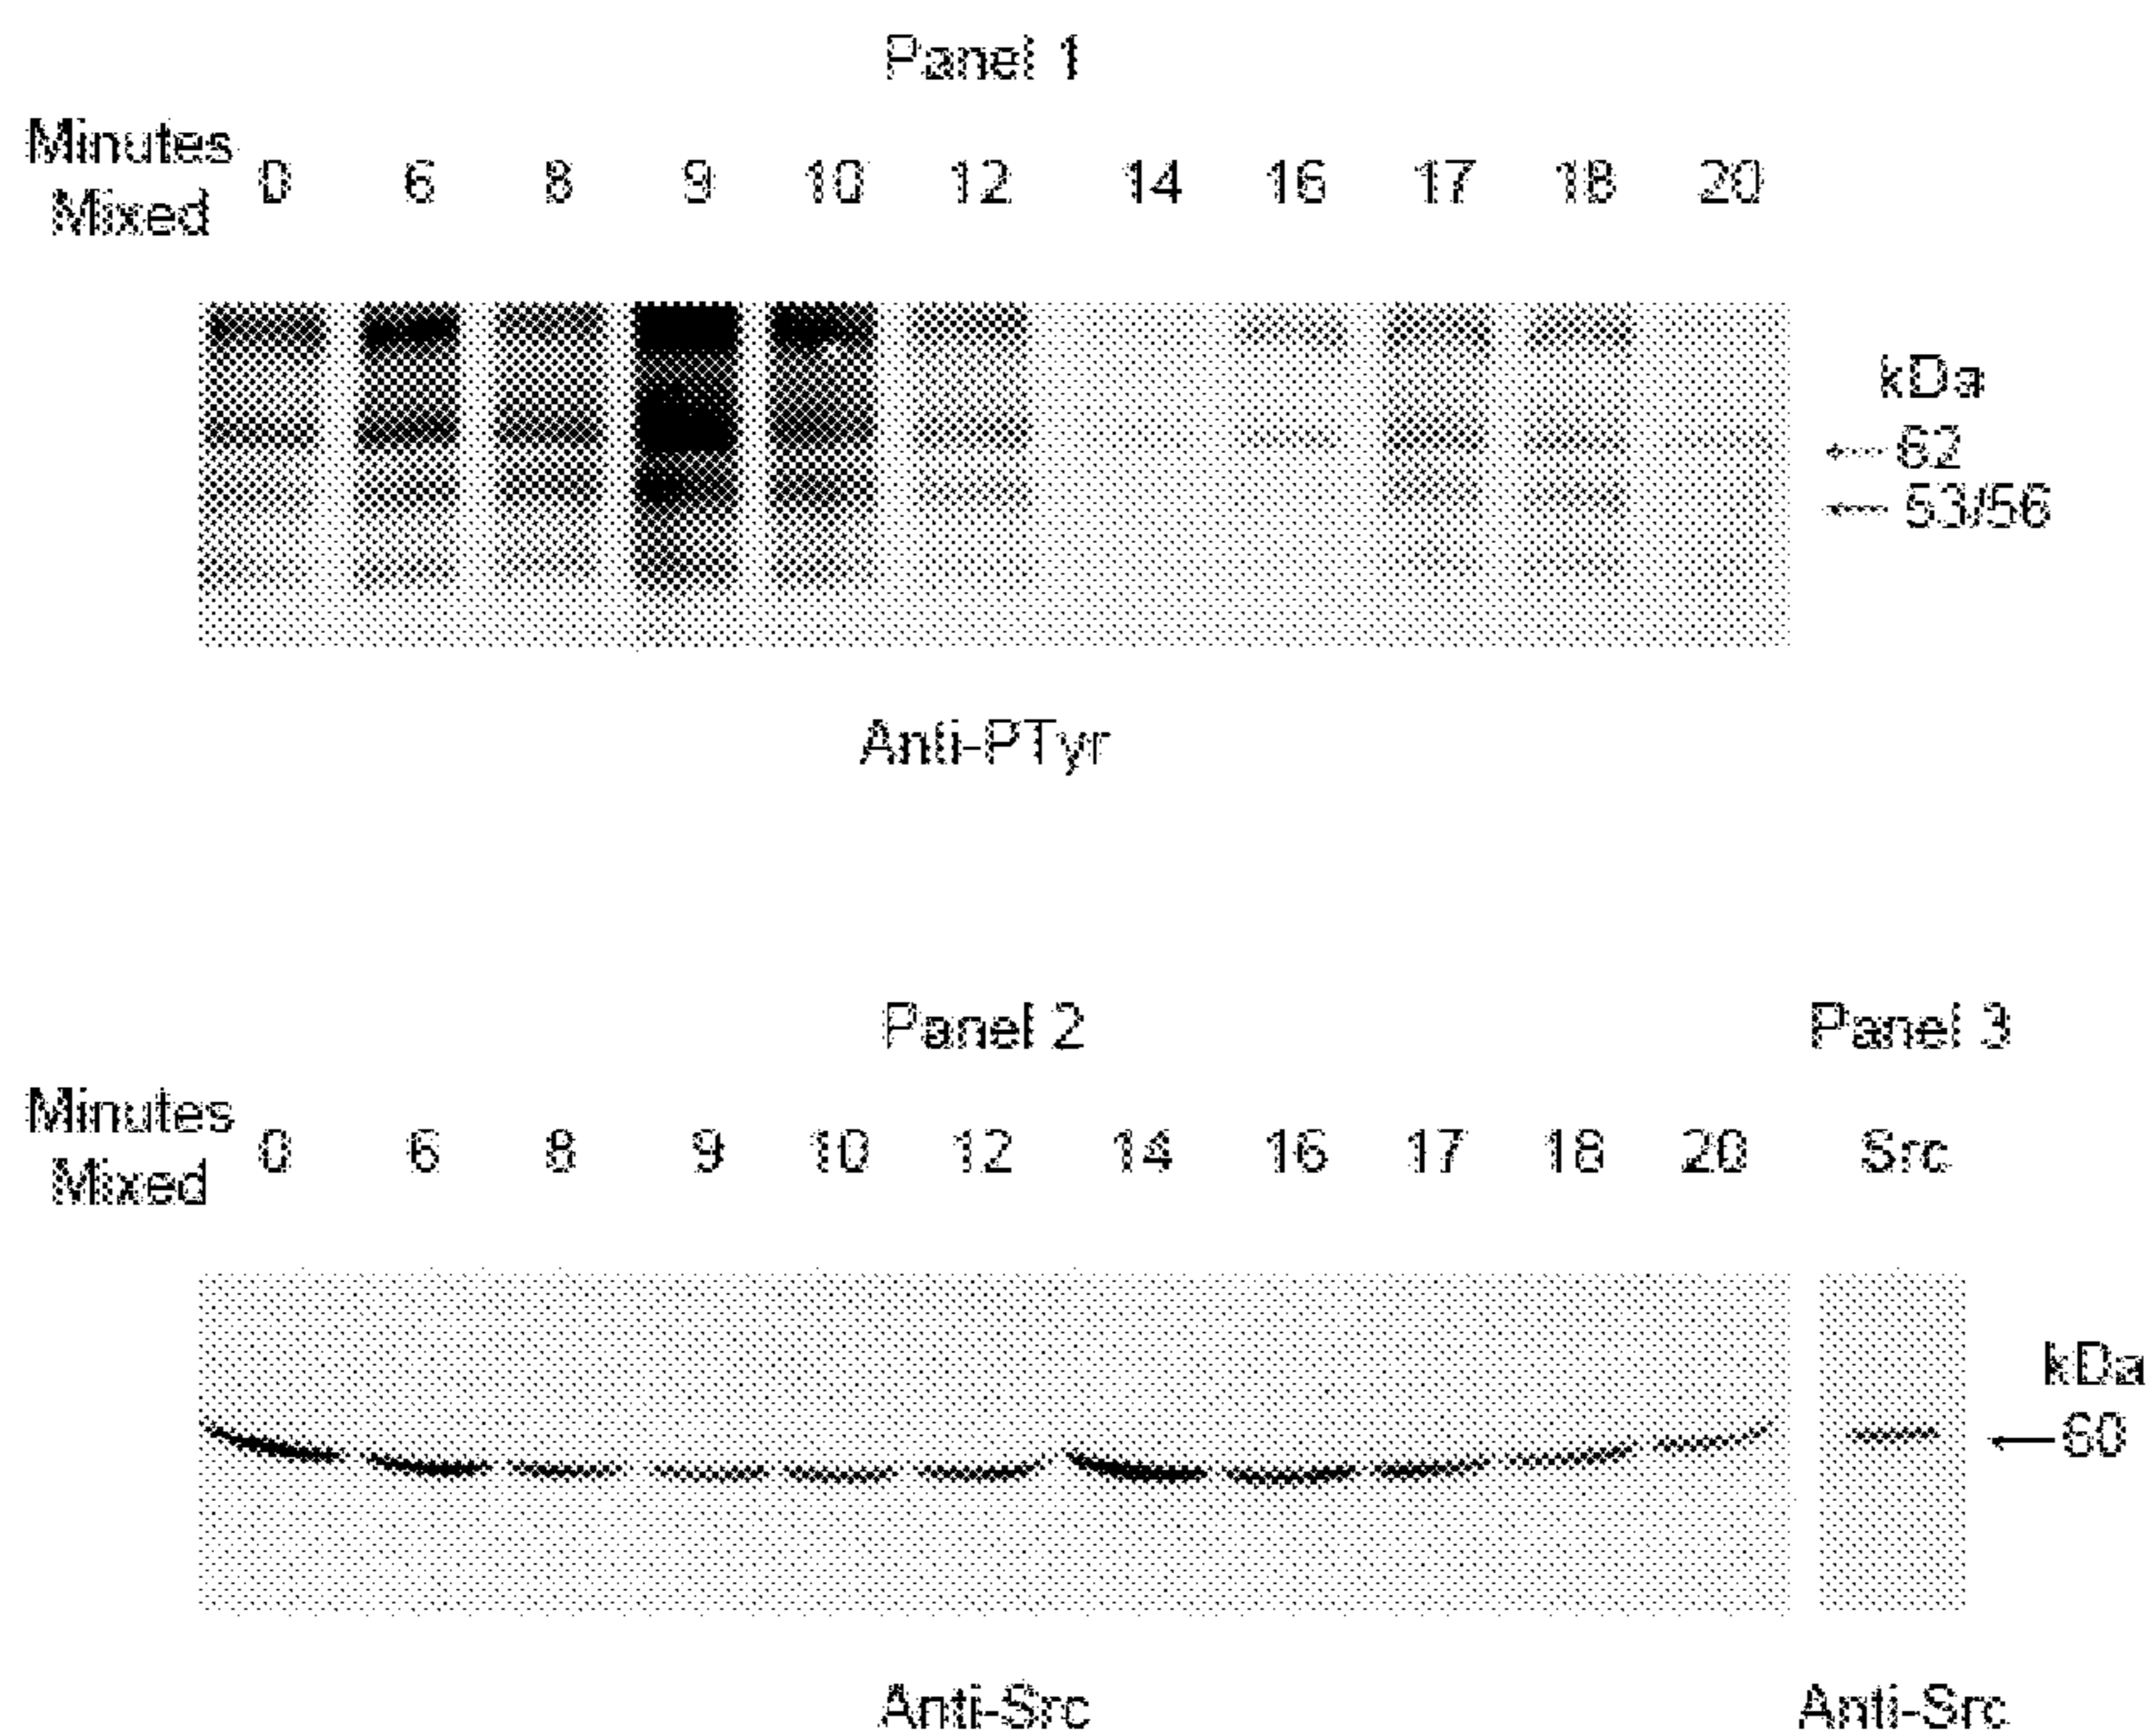 Panel 1
Minutes Mixed 0 6 8 9 10 12 14 16 17 18 20
kDa
62
53/56
Anti-PTyr
Panel 2 Panel 3
Minutes Mixed 0 6 8 9 10 12 14 16 17 18 20 Src
kDa
60
Anti-Src Anti-Src